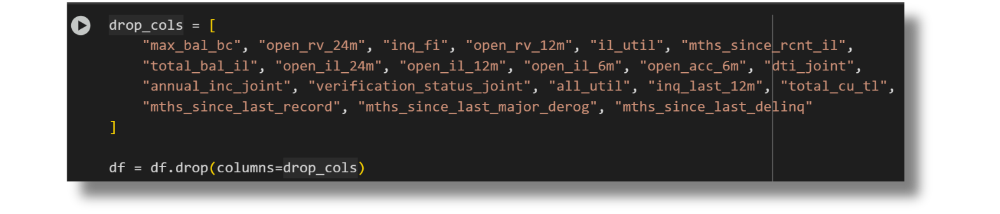 drop_cols = [
    "max_bal_bc", "open_rv_24m", "inq_fi", "open_rv_12m", "il_util", "mths_since_rcnt_il",
    "total_bal_il", "open_il_24m", "open_il_12m", "open_il_6m", "open_acc_6m", "dti_joint",
    "annual_inc_joint", "verification_status_joint", "all_util", "inq_last_12m", "total_cu_tl",
    "mths_since_last_record", "mths_since_last_major_derog", "mths_since_last_delinq"
]
df = df.drop(columns=drop_cols)